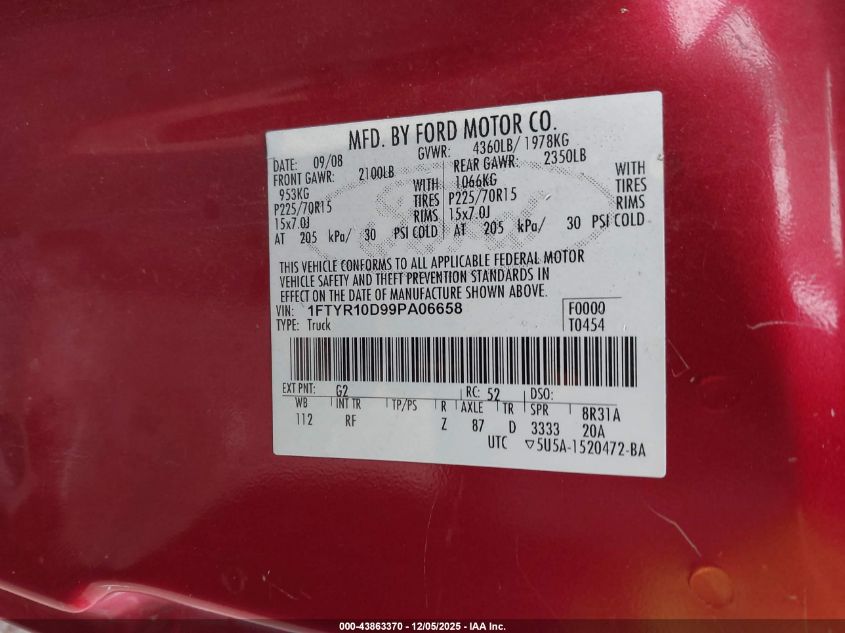 MFD. BY FORD MOTOR CO.
DATE: 09/08 GVWR: 4360LB/ 1978KG
FRONT GAWR: 2100LB REAR GAWR: 2350LB
953KG WITH 1066KG WITH
P225/70R15 TIRES P225/70R15 TIRES
15x7.0J RIMS 15x7.0J RIMS
AT 205 kPa/ 30 PSI COLD AT 205 kPa/ 30 PSI COLD
THIS VEHICLE CONFORMS TO ALL APPLICABLE FEDERAL MOTOR
VEHICLE SAFETY AND THEFT PREVENTION STANDARDS IN
EFFECT ON THE DATE OF MANUFACTURE SHOWN ABOVE.
VIN: 1FTYR10D99PA06658 F0000
TYPE: Truck T0454
EXT PNT: G2 RC: 52 DSO:
WB INT TR TP/PS R AXLE TR SPR 8R31A
112 RF Z 87 D 3333 20A
UTC ▽5U5A-1520472-BA
000-43863370 - 12/05/2025 - IAA Inc.